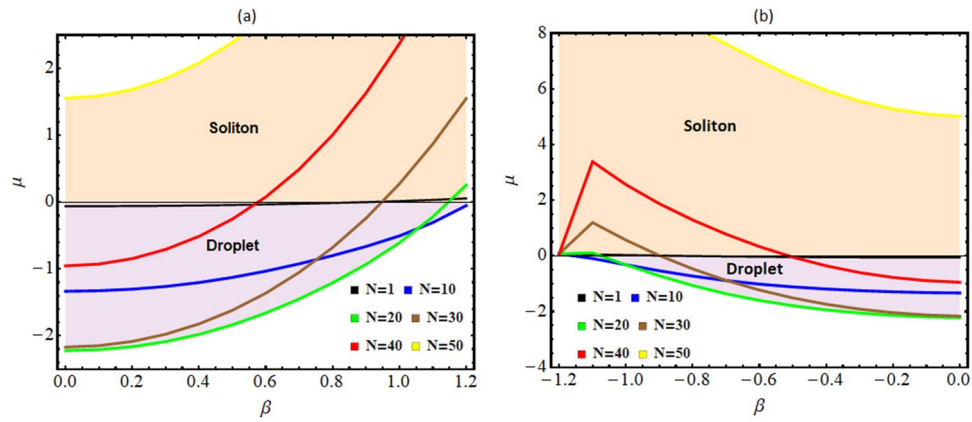 (a)
2
1
0
−1
−2
μ
Soliton
Droplet
N=1 N=10
N=20 N=30
N=40 N=50
0.0 0.2 0.4 0.6 0.8 1.0 1.2
β
(b)
8
6
4
2
0
−2
−4
μ
Soliton
Droplet
N=1 N=10
N=20 N=30
N=40 N=50
−1.2 −1.0 −0.8 −0.6 −0.4 −0.2 0.0
β